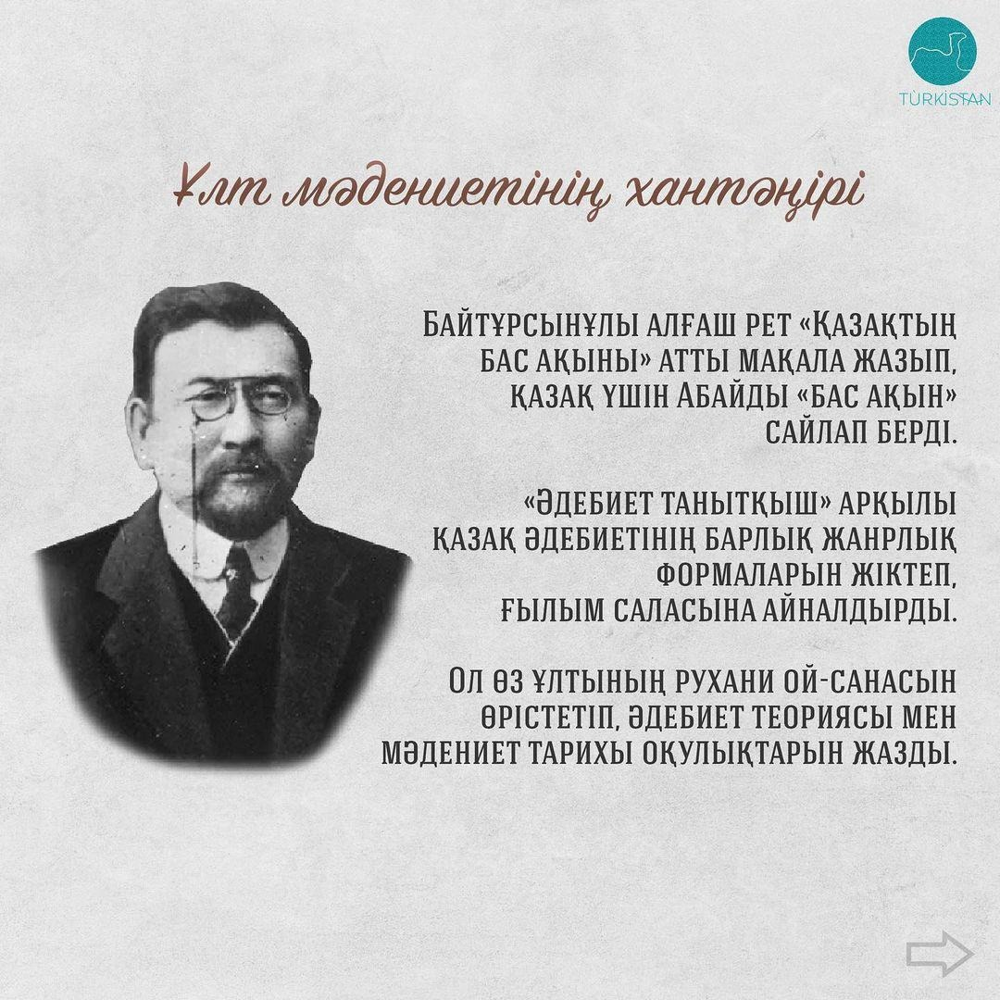 TÜRKISTAN
Ұлт мәдениетінің хантәңірі
Байтұрсынұлы алғаш рет «Қазақтың
бас ақыны» атты мақала жазып,
қазақ үшін Абайды «бас ақын»
сайлап берді.
«Әдебиет танытқыш» арқылы
қазақ әдебиетінің барлық жанрлық
формаларын жіктеп,
ғылым саласына айналдырды.
Ол өз ұлтының рухани ой-санасын
өрістетіп, әдебиет теориясы мен
мәдениет тарихы оқулықтарын жазды.